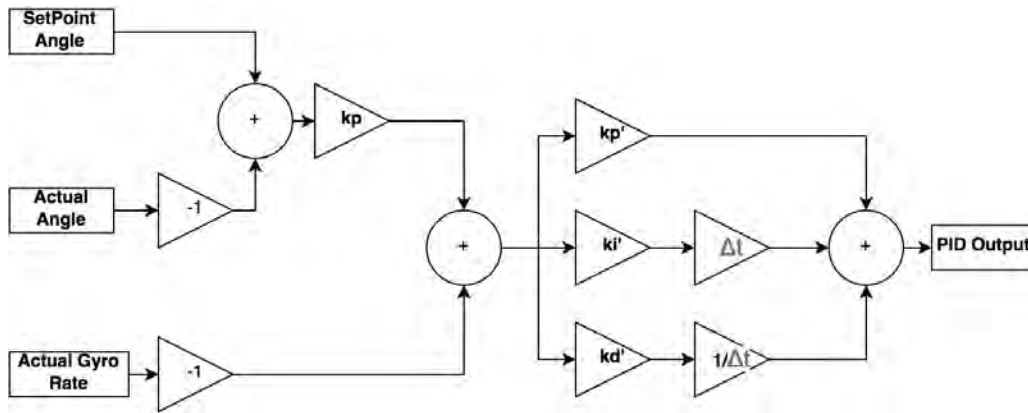 SetPoint
Angle
+
kp
Actual
Angle
-1
+
Actual Gyro
Rate
-1
kp'
ki'
Δt
kd'
1/Δt
+
PID Output